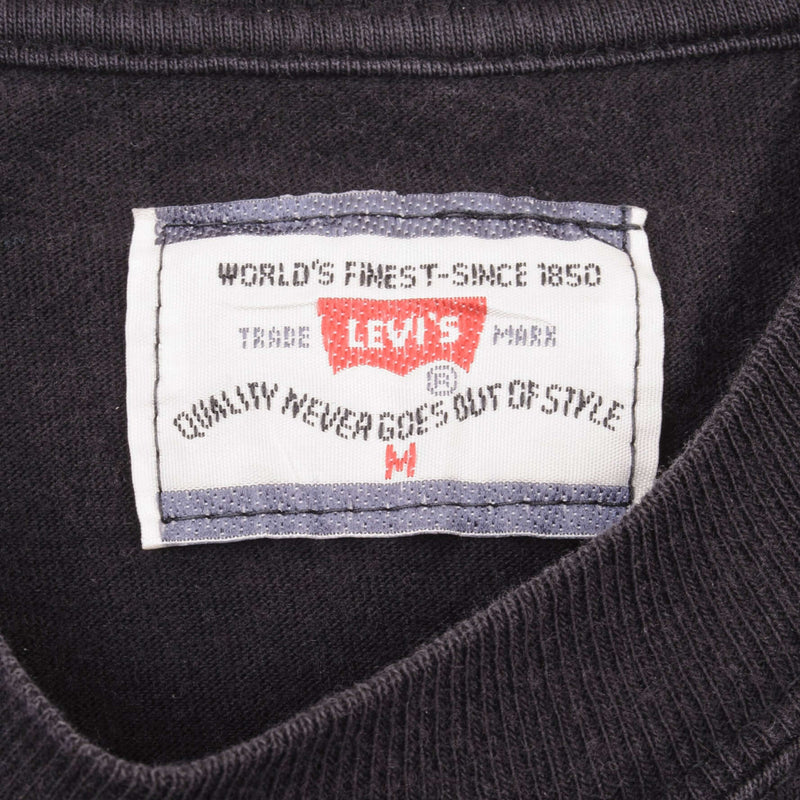 WORLD'S FINEST-SINCE 1850
TRADE LEVI'S MARK
®
QUALITY NEVER GOES OUT OF STYLE
M